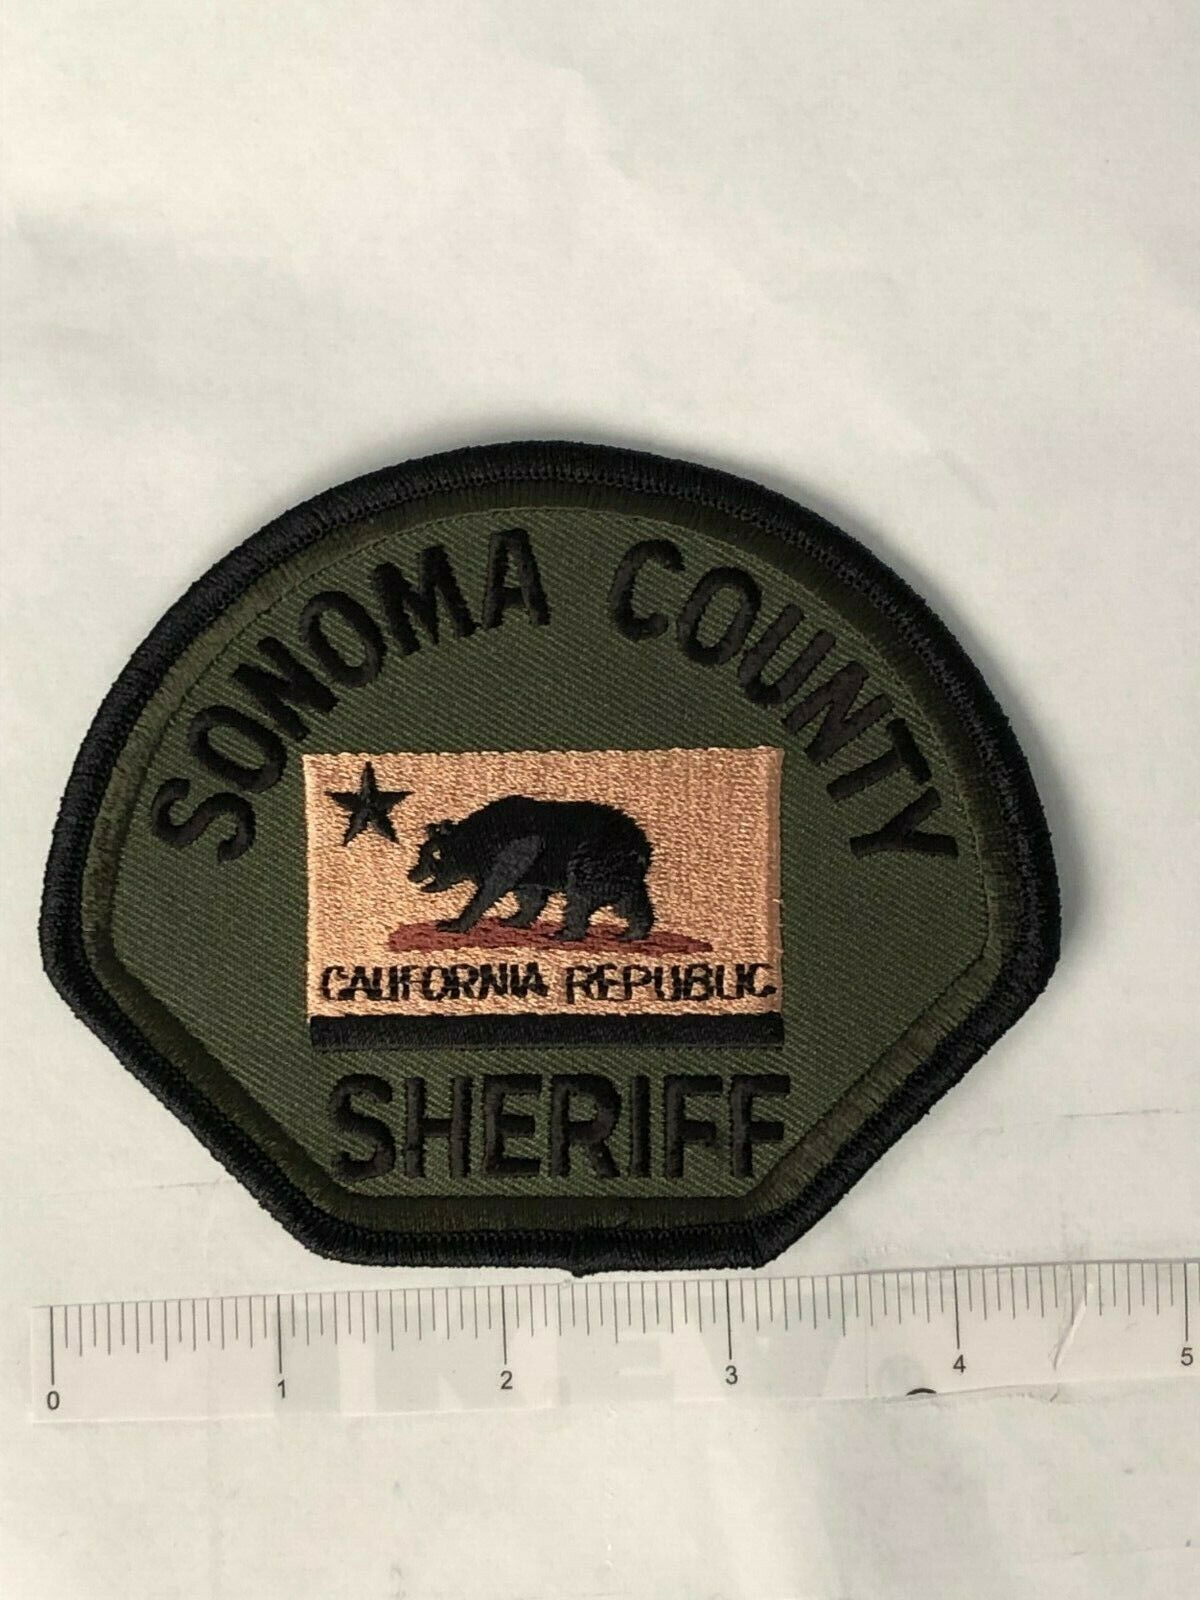 SONOMA COUNTY
CALIFORNIA REPUBLIC
SHERIFF
0 1 2 3 4 5